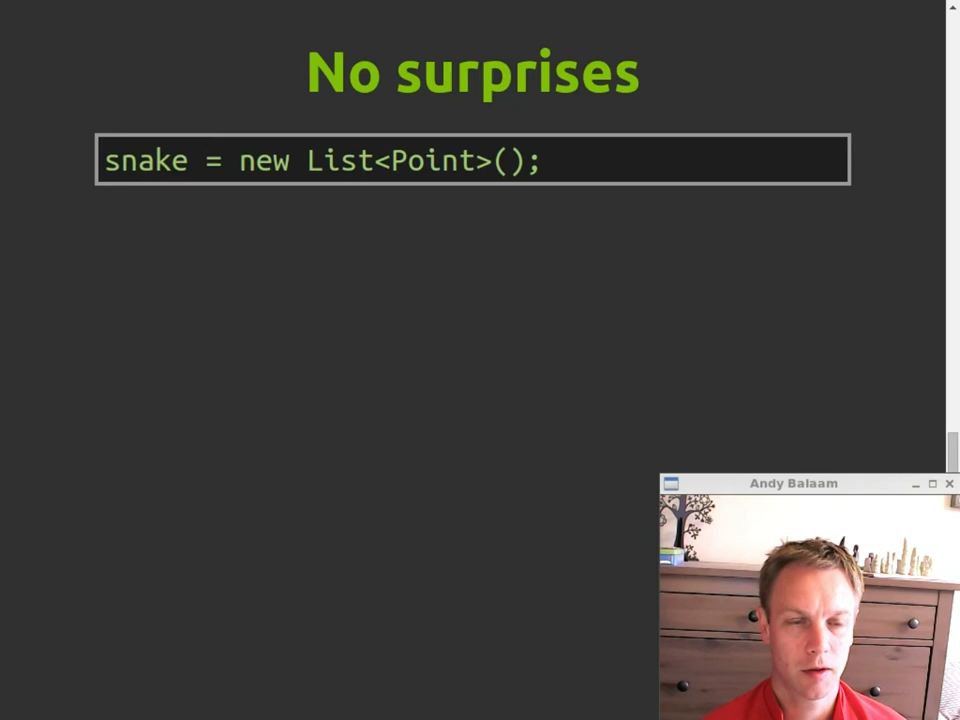 No surprises
snake = new List<Point>();
Andy Balaam